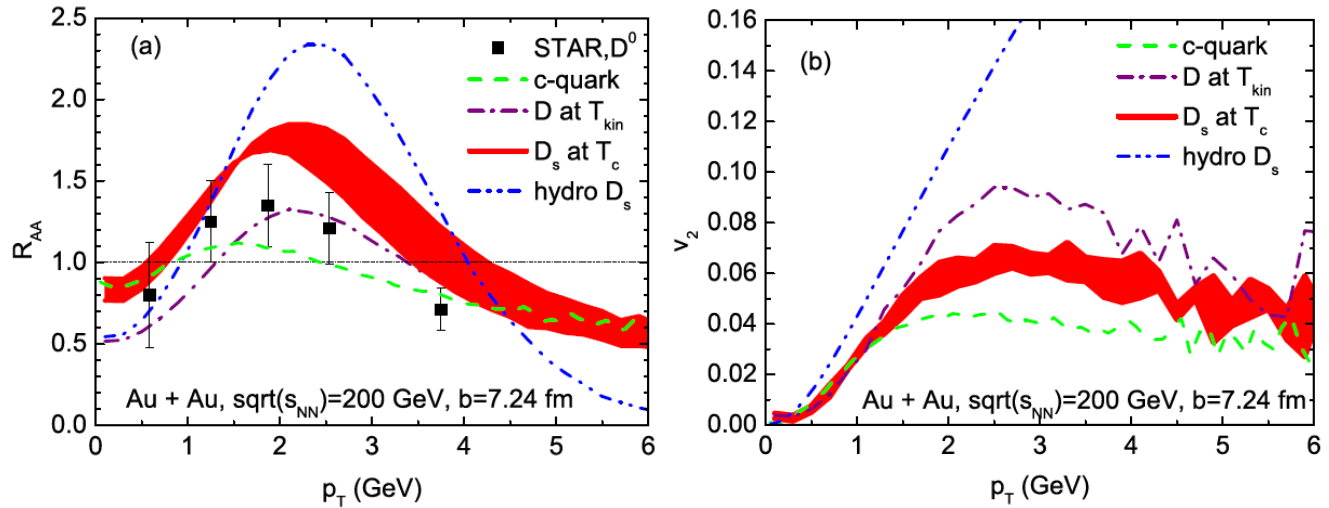 2.5
2.0
1.5
1.0
0.5
0.0
R_AA
(a)
STAR,D^0
c-quark
D at T_kin
D_s at T_c
hydro D_s
Au + Au, sqrt(s_NN)=200 GeV, b=7.24 fm
0 1 2 3 4 5 6
p_T (GeV)
0.16
0.14
0.12
0.10
0.08
0.06
0.04
0.02
0.00
v_2
(b)
c-quark
D at T_kin
D_s at T_c
hydro D_s
Au + Au, sqrt(s_NN)=200 GeV, b=7.24 fm
0 1 2 3 4 5 6
p_T (GeV)